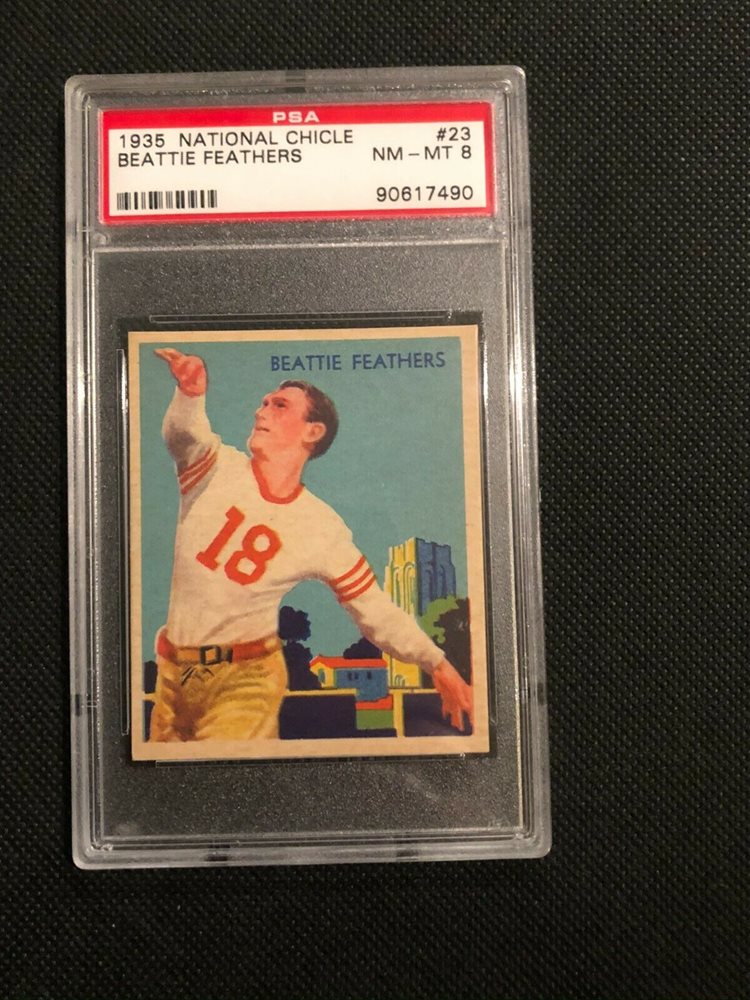 PSA
1935 NATIONAL CHICLE #23
BEATTIE FEATHERS NM - MT 8
90617490
BEATTIE FEATHERS
18